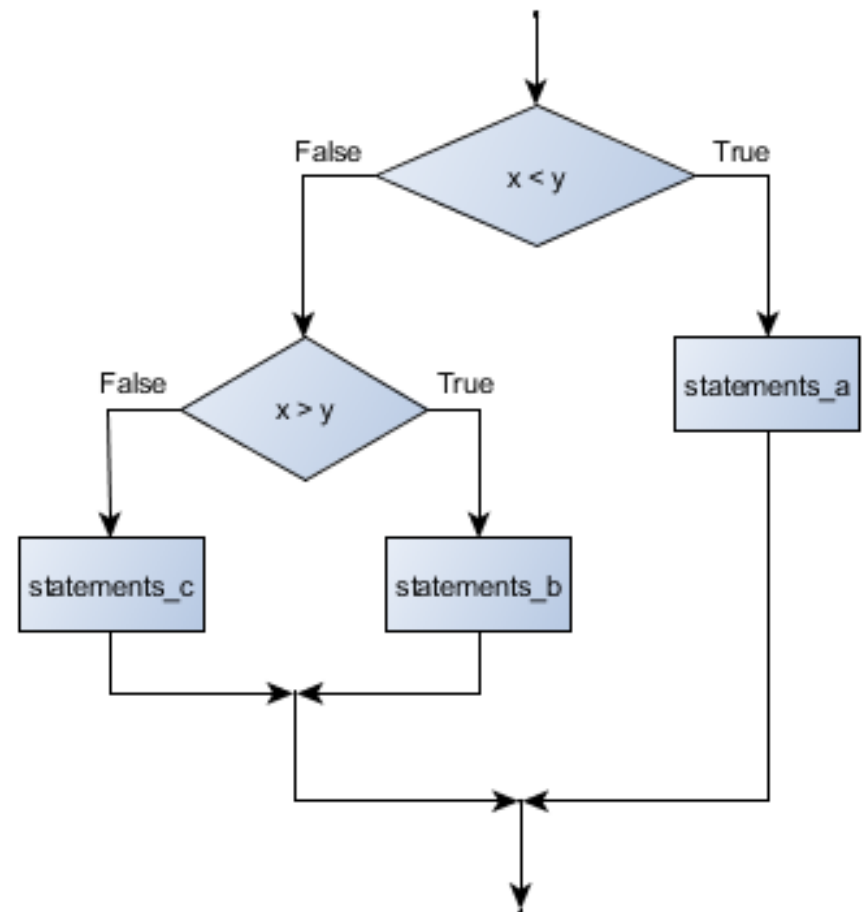 False
True
x < y
False
True
x > y
statements_a
statements_c
statements_b